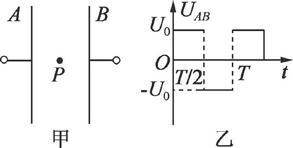 A B
P
甲
U₀ U_AB
O T/2 T t
-U₀
乙